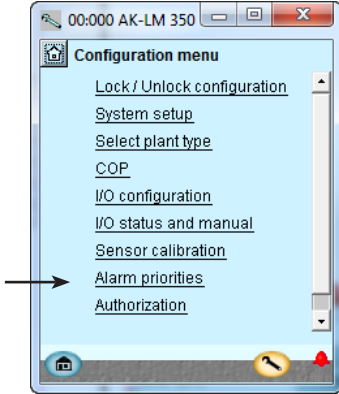 00:000 AK-LM 350
Configuration menu
Lock / Unlock configuration
System setup
Select plant type
COP
I/O configuration
I/O status and manual
Sensor calibration
Alarm priorities
Authorization